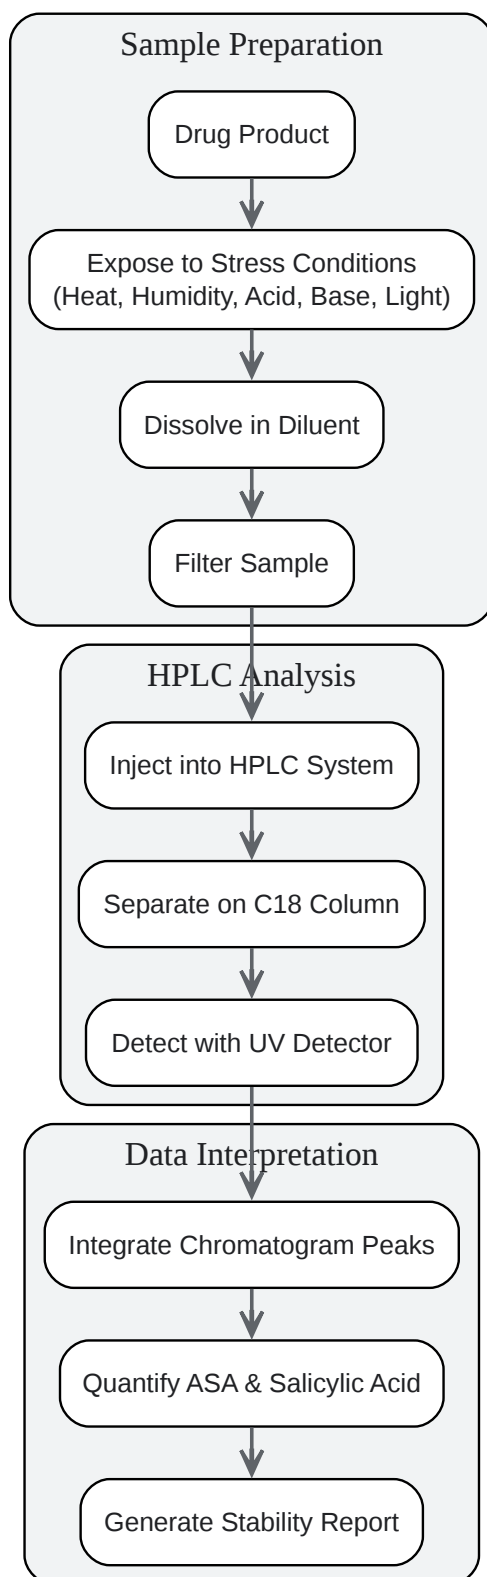 Sample Preparation
Drug Product
Expose to Stress Conditions
(Heat, Humidity, Acid, Base, Light)
Dissolve in Diluent
Filter Sample
HPLC Analysis
Inject into HPLC System
Separate on C18 Column
Detect with UV Detector
Data Interpretation
Integrate Chromatogram Peaks
Quantify ASA & Salicylic Acid
Generate Stability Report